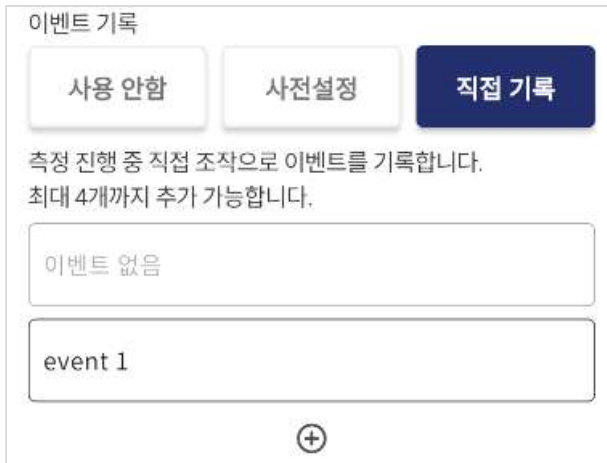 이벤트 기록
사용 안함 사전설정 직접 기록
측정 진행 중 직접 조작으로 이벤트를 기록합니다.
최대 4개까지 추가 가능합니다.
이벤트 없음
event 1